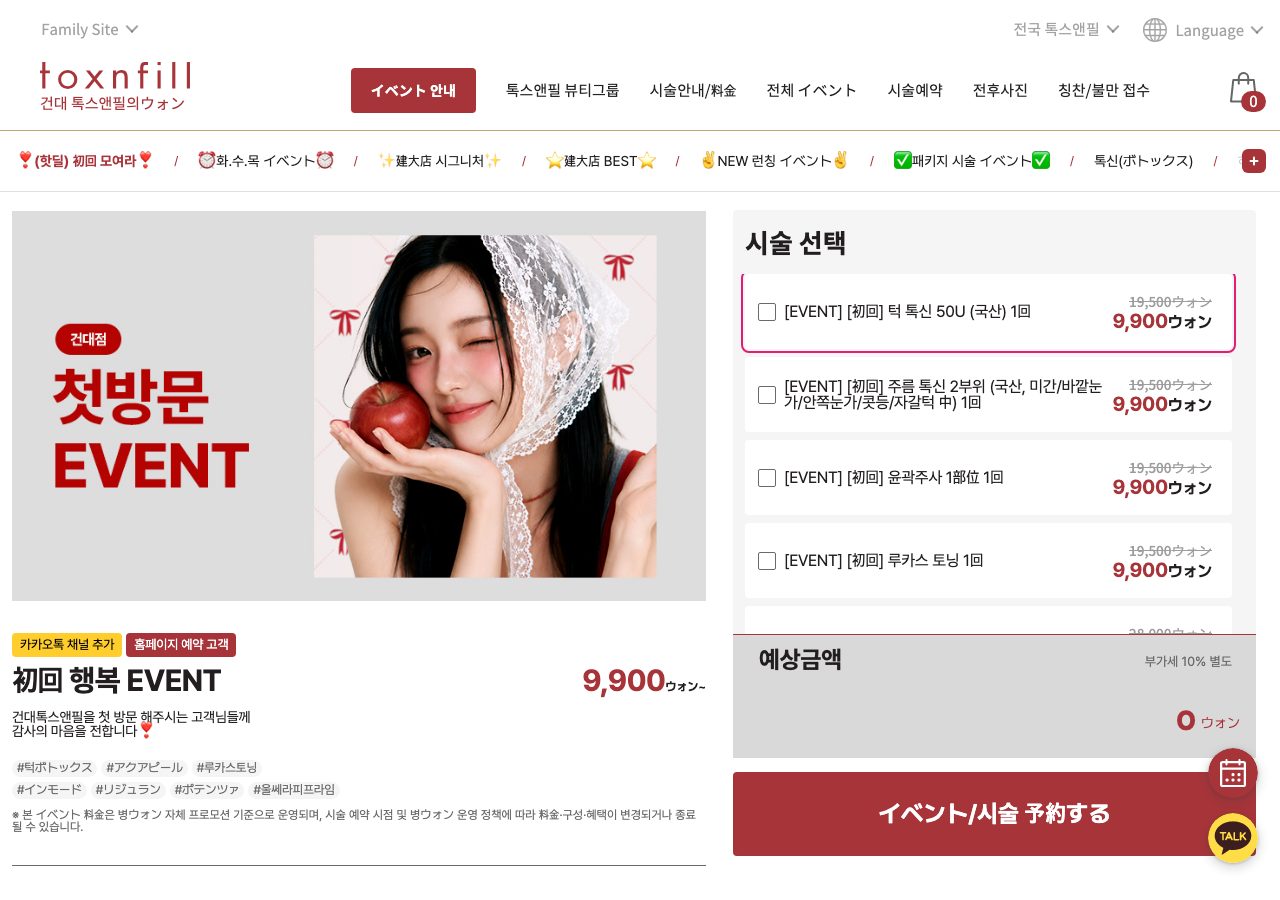 Family Site
전국 톡스앤필
Language
toxnfill
건대 톡스앤필의ウォン
イベント 안내
톡스앤필 뷰티그룹
시술안내/料金
전체 イベント
시술예약
전후사진
칭찬/불만 접수
0
❣️(핫딜) 初回 모여라❣️ / ⏰화.수.목 イベント⏰ / ✨建大店 시그니처✨ / ⭐建大店 BEST⭐ / ✌️NEW 런칭 イベント✌️ / ✅패키지 시술 イベント✅ / 톡신(ボトックス) /
+
건대점
첫방문
EVENT
카카오톡 채널 추가
홈페이지 예약 고객
初回 행복 EVENT
9,900ウォン~
건대톡스앤필을 첫 방문 해주시는 고객님들께
감사의 마음을 전합니다❣️
#턱ボトックス #アクアピール #루카스토닝
#インモード #リジュラン #ポテンツァ #울쎄라피프라임
※ 본 イベント 料金은 병ウォン 자체 프로모션 기준으로 운영되며, 시술 예약 시점 및 병ウォン 운영 정책에 따라 料金·구성·혜택이 변경되거나 종료
될 수 있습니다.
시술 선택
[EVENT] [初回] 턱 톡신 50U (국산) 1회
19,500ウォン
9,900ウォン
[EVENT] [初回] 주름 톡신 2부위 (국산, 미간/바깥눈
가/안쪽눈가/콧등/자갈턱 中) 1회
19,500ウォン
9,900ウォン
[EVENT] [初回] 윤곽주사 1部位 1회
19,500ウォン
9,900ウォン
[EVENT] [初回] 루카스 토닝 1회
19,500ウォン
9,900ウォン
예상금액
부가세 10% 별도
0 ウォン
イベント/시술 予約する
TALK